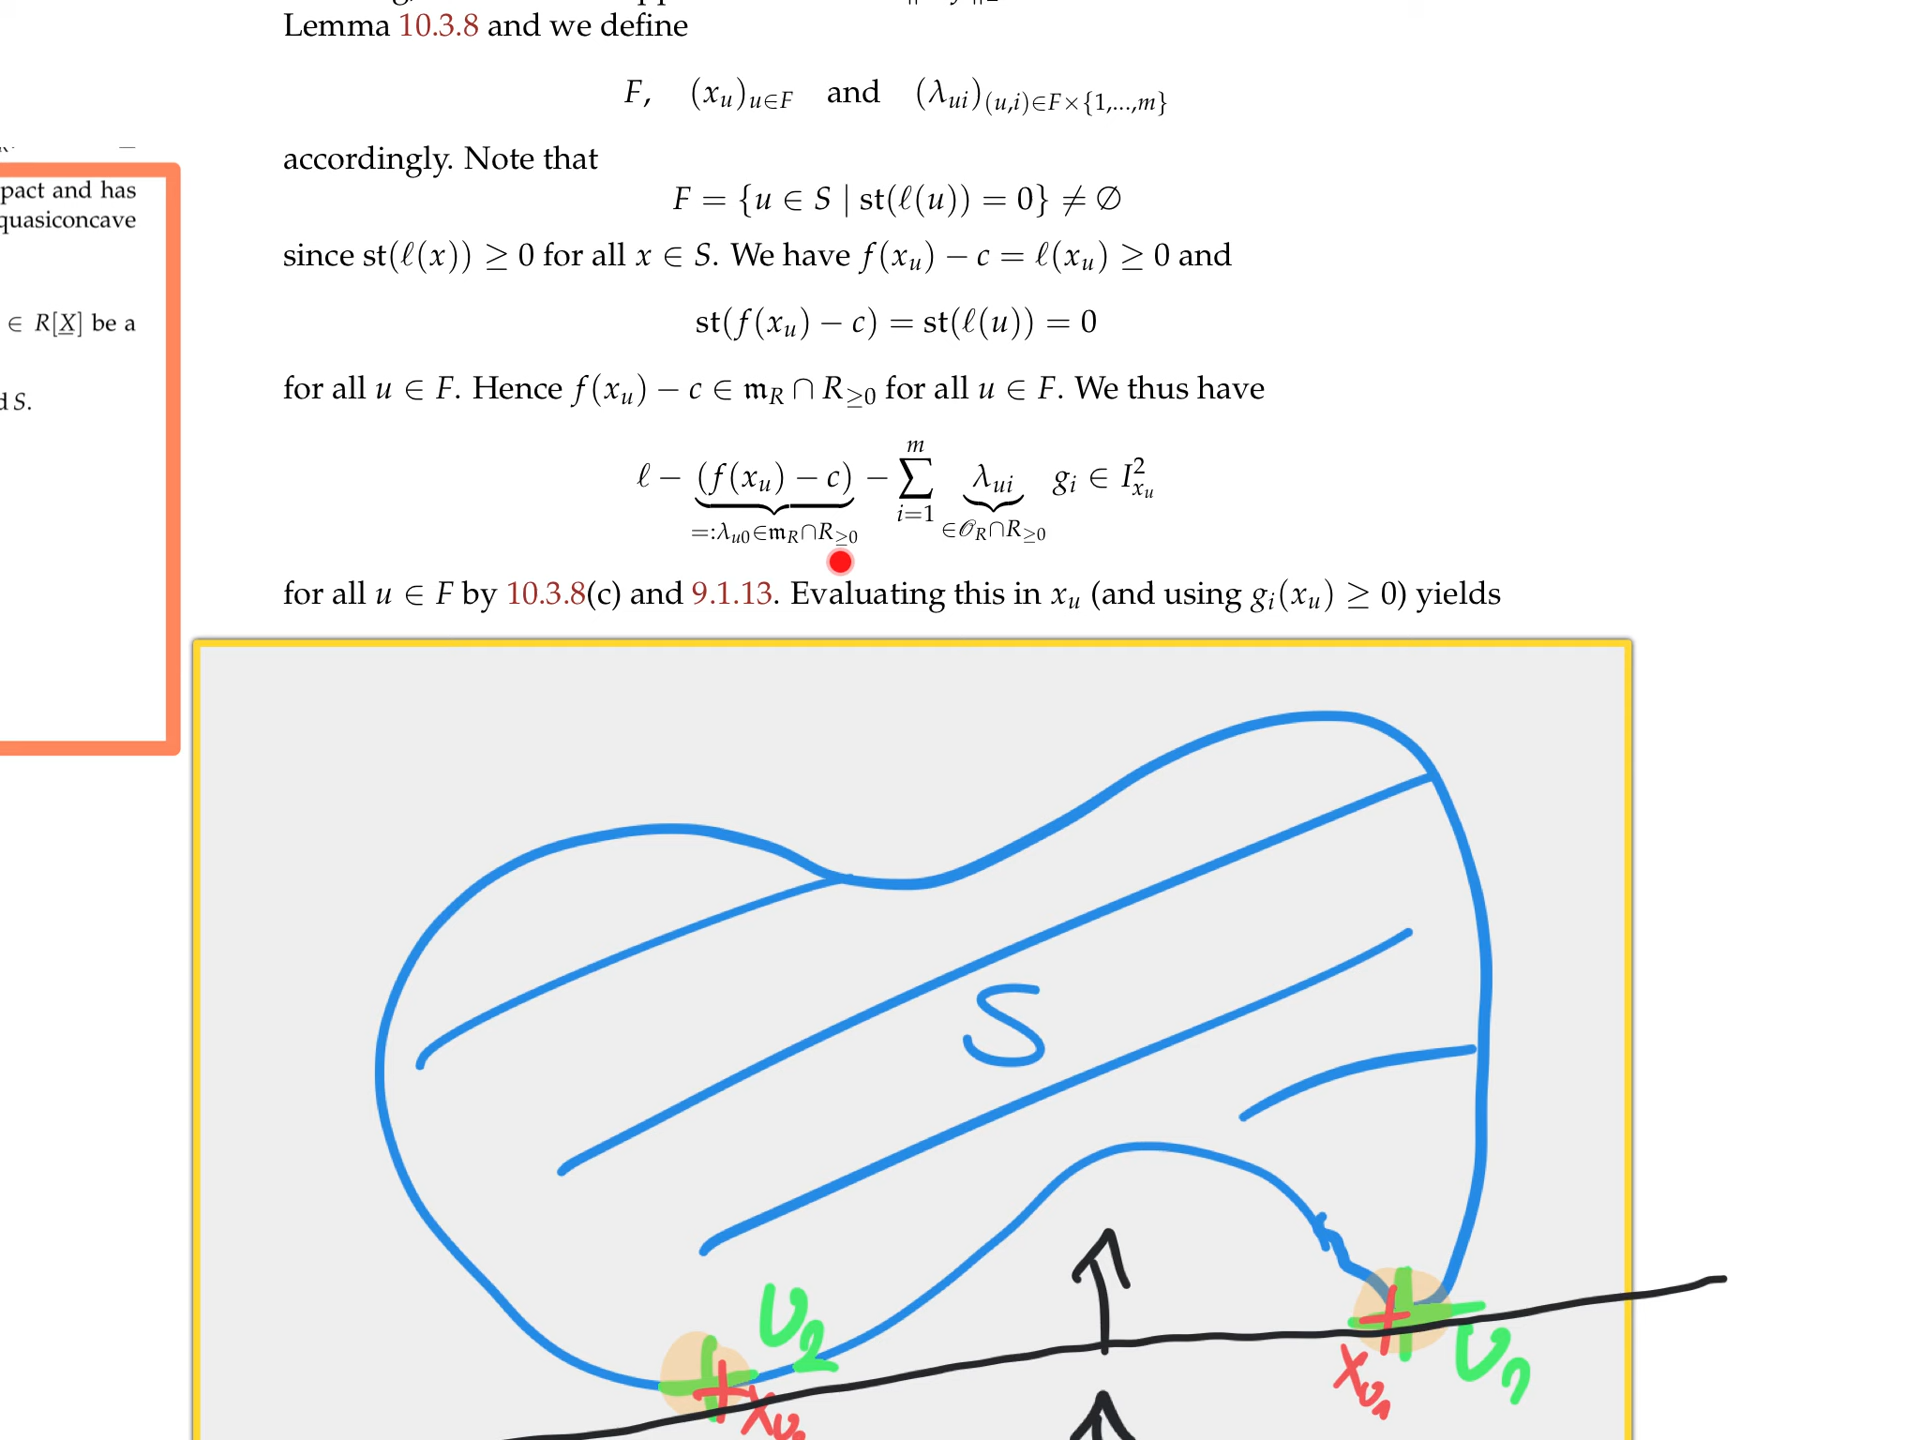 Lemma 10.3.8 and we define
F, (x_u)_{u∈F} and (λ_{ui})_{(u,i)∈F×{1,...,m}}
accordingly. Note that
F = {u ∈ S | st(ℓ(u)) = 0} ≠ ∅
since st(ℓ(x)) ≥ 0 for all x ∈ S. We have f(x_u) − c = ℓ(x_u) ≥ 0 and
st(f(x_u) − c) = st(ℓ(u)) = 0
for all u ∈ F. Hence f(x_u) − c ∈ 𝔪_R ∩ R_{≥0} for all u ∈ F. We thus have
ℓ − (f(x_u) − c) − ∑_{i=1}^{m} λ_{ui} g_i ∈ I_{x_u}^2
=:λ_{u0}∈𝔪_R∩R_{≥0} ∈𝒪_R∩R_{≥0}
for all u ∈ F by 10.3.8(c) and 9.1.13. Evaluating this in x_u (and using g_i(x_u) ≥ 0) yields
pact and has
quasiconcave
∈ R[X] be a
d S.
S
u_2
u_1
x_{u_1}